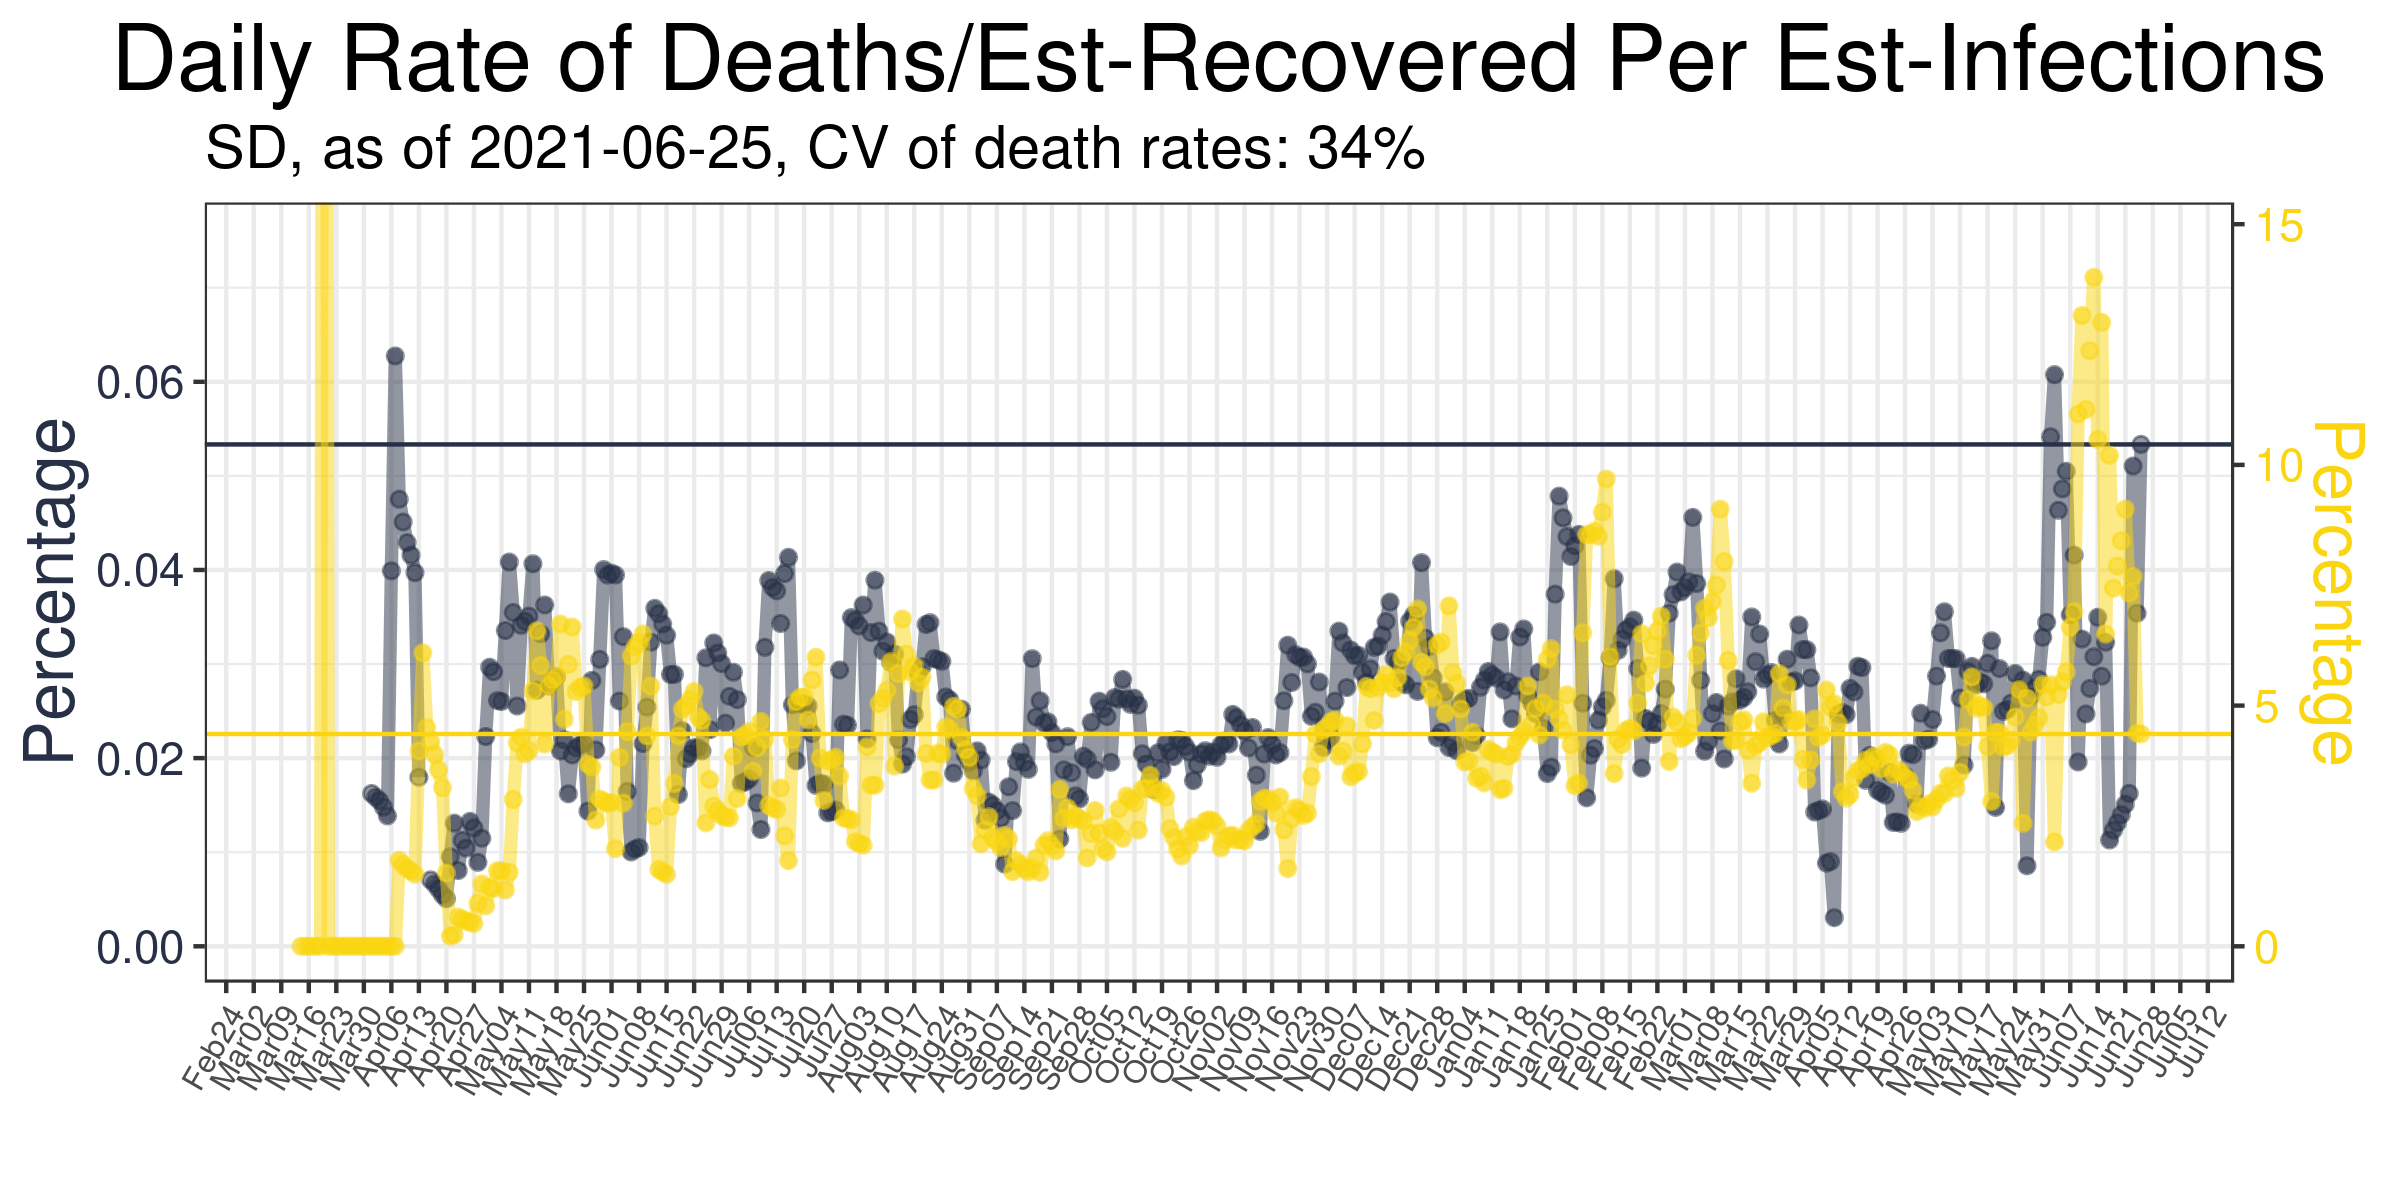 Daily Rate of Deaths/Est-Recovered Per Est-Infections
SD, as of 2021-06-25, CV of death rates: 34%
Percentage
0.06
0.04
0.02
0.00
15
10
5
0
Percentage
Feb24
Mar02
Mar09
Mar16
Mar23
Mar30
Apr06
Apr13
Apr20
Apr27
May04
May11
May18
May25
Jun01
Jun08
Jun15
Jun22
Jun29
Jul06
Jul13
Jul20
Jul27
Aug03
Aug10
Aug17
Aug24
Aug31
Sep07
Sep14
Sep21
Sep28
Oct05
Oct12
Oct19
Oct26
Nov02
Nov09
Nov16
Nov23
Nov30
Dec07
Dec14
Dec21
Dec28
Jan04
Jan11
Jan18
Jan25
Feb01
Feb08
Feb15
Feb22
Mar01
Mar08
Mar15
Mar22
Mar29
Apr05
Apr12
Apr19
Apr26
May03
May10
May17
May24
May31
Jun07
Jun14
Jun21
Jun28
Jul05
Jul12